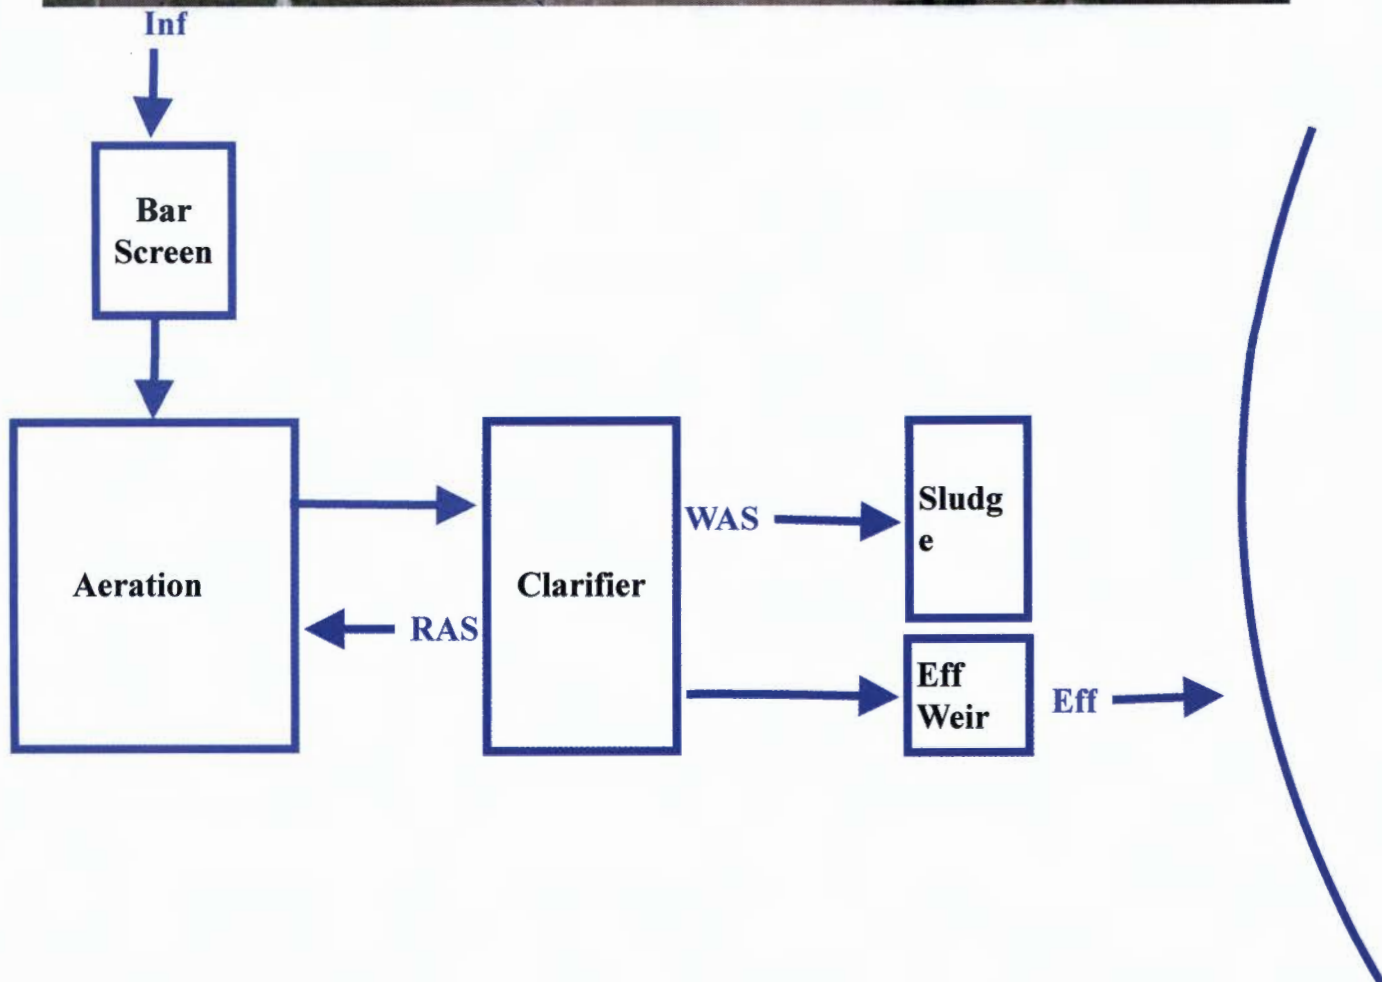 Inf
Bar
Screen
Aeration
RAS
Clarifier
WAS
Sludg
e
Eff
Weir
Eff